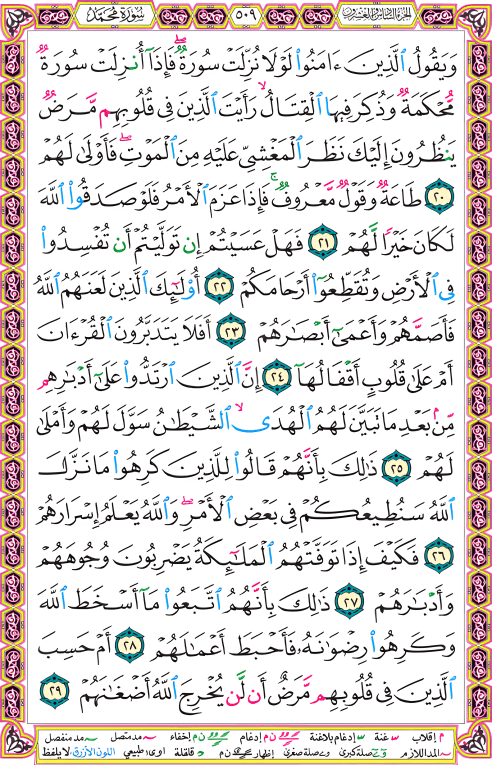 سورة محمد ٥٠٩ الجزء السادس والعشرون
وَيَقُولُ ٱلَّذِينَ ءَامَنُوا۟ لَوْلَا نُزِّلَتْ سُورَةٌ ۖ فَإِذَآ أُنزِلَتْ سُورَةٌ
مُّحْكَمَةٌ وَذُكِرَ فِيهَا ٱلْقِتَالُ ۙ رَأَيْتَ ٱلَّذِينَ فِى قُلُوبِهِم مَّرَضٌ
يَنظُرُونَ إِلَيْكَ نَظَرَ ٱلْمَغْشِىِّ عَلَيْهِ مِنَ ٱلْمَوْتِ ۖ فَأَوْلَىٰ لَهُمْ
٢٠ طَاعَةٌ وَقَوْلٌ مَّعْرُوفٌ ۚ فَإِذَا عَزَمَ ٱلْأَمْرُ فَلَوْ صَدَقُوا۟ ٱللَّهَ
لَكَانَ خَيْرًا لَّهُمْ ٢١ فَهَلْ عَسَيْتُمْ إِن تَوَلَّيْتُمْ أَن تُفْسِدُوا۟
فِى ٱلْأَرْضِ وَتُقَطِّعُوٓا۟ أَرْحَامَكُمْ ٢٢ أُو۟لَـٰٓئِكَ ٱلَّذِينَ لَعَنَهُمُ ٱللَّهُ
فَأَصَمَّهُمْ وَأَعْمَىٰٓ أَبْصَـٰرَهُمْ ٢٣ أَفَلَا يَتَدَبَّرُونَ ٱلْقُرْءَانَ
أَمْ عَلَىٰ قُلُوبٍ أَقْفَالُهَآ ٢٤ إِنَّ ٱلَّذِينَ ٱرْتَدُّوا۟ عَلَىٰٓ أَدْبَـٰرِهِم
مِّنۢ بَعْدِ مَا تَبَيَّنَ لَهُمُ ٱلْهُدَى ۙ ٱلشَّيْطَـٰنُ سَوَّلَ لَهُمْ وَأَمْلَىٰ
لَهُمْ ٢٥ ذَٰلِكَ بِأَنَّهُمْ قَالُوا۟ لِلَّذِينَ كَرِهُوا۟ مَا نَزَّلَ
ٱللَّهُ سَنُطِيعُكُمْ فِى بَعْضِ ٱلْأَمْرِ ۖ وَٱللَّهُ يَعْلَمُ إِسْرَارَهُمْ
٢٦ فَكَيْفَ إِذَا تَوَفَّتْهُمُ ٱلْمَلَـٰٓئِكَةُ يَضْرِبُونَ وُجُوهَهُمْ
وَأَدْبَـٰرَهُمْ ٢٧ ذَٰلِكَ بِأَنَّهُمُ ٱتَّبَعُوا۟ مَآ أَسْخَطَ ٱللَّهَ
وَكَرِهُوا۟ رِضْوَٰنَهُۥ فَأَحْبَطَ أَعْمَـٰلَهُمْ ٢٨ أَمْ حَسِبَ
ٱلَّذِينَ فِى قُلُوبِهِم مَّرَضٌ أَن لَّن يُخْرِجَ ٱللَّهُ أَضْغَـٰنَهُمْ ٢٩
م إقلاب غنة إدغام بلاغنة ن م إدغام ن م إخفاء مد متصل مد منفصل
المد اللازم صلة كبرى صلة صغرى إظهار ن م قلقلة اوى: طبيعي اللون الأزرق: لا يلفظ